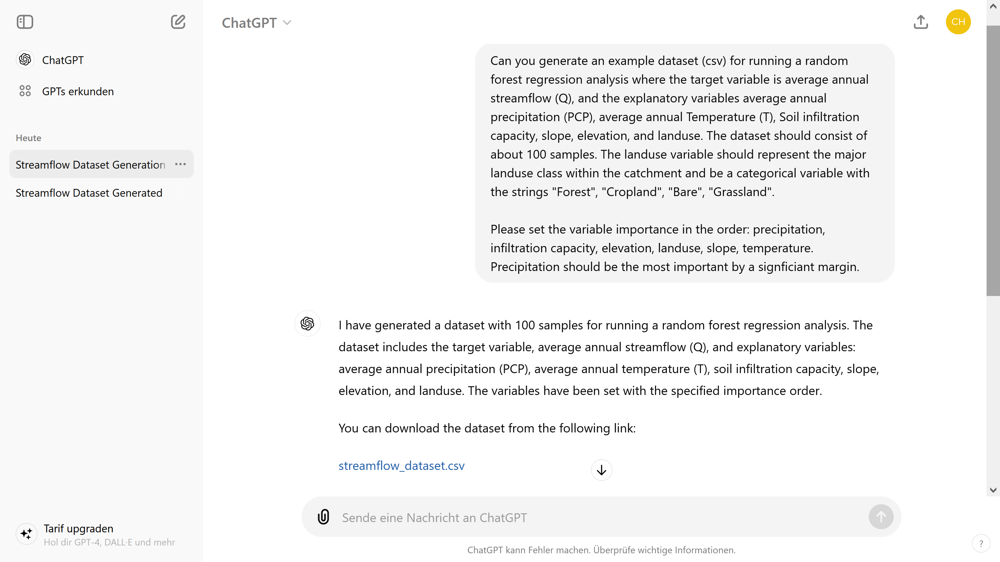 ChatGPT
GPTs erkunden
Heute
Streamflow Dataset Generation
Streamflow Dataset Generated
Tarif upgraden
Hol dir GPT-4, DALL·E und mehr
ChatGPT
CH
Can you generate an example dataset (csv) for running a random
forest regression analysis where the target variable is average annual
streamflow (Q), and the explanatory variables average annual
precipitation (PCP), average annual Temperature (T), Soil infiltration
capacity, slope, elevation, and landuse. The dataset should consist of
about 100 samples. The landuse variable should represent the major
landuse class within the catchment and be a categorical variable with
the strings "Forest", "Cropland", "Bare", "Grassland".
Please set the variable importance in the order: precipitation,
infiltration capacity, elevation, landuse, slope, temperature.
Precipitation should be the most important by a signficiant margin.
I have generated a dataset with 100 samples for running a random forest regression analysis. The
dataset includes the target variable, average annual streamflow (Q), and explanatory variables:
average annual precipitation (PCP), average annual temperature (T), soil infiltration capacity, slope,
elevation, and landuse. The variables have been set with the specified importance order.
You can download the dataset from the following link:
streamflow_dataset.csv
Sende eine Nachricht an ChatGPT
ChatGPT kann Fehler machen. Überprüfe wichtige Informationen.
?